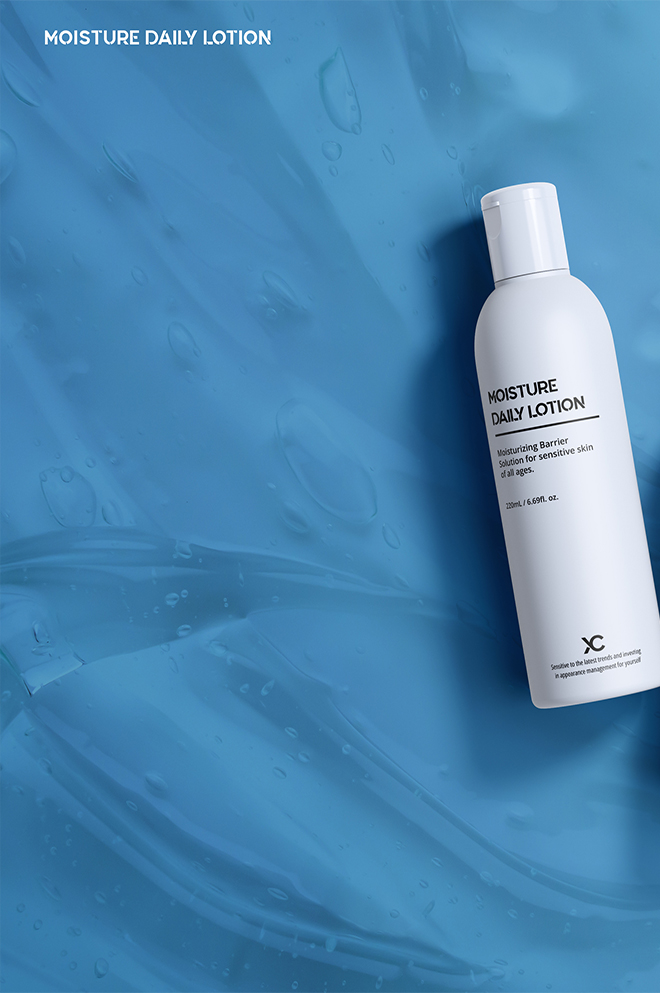 MOISTURE DAILY LOTION
MOISTURE
DAILY LOTION
Moisturizing Barrier
Solution for sensitive skin
of all ages.
220mL / 6.69fl. oz.
XC
Sensitive to the latest trends and investing
in appearance management for yourself